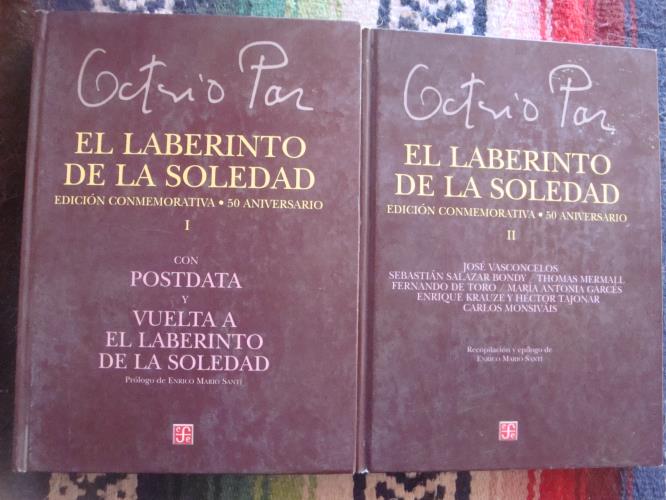 Octavio Paz
EL LABERINTO
DE LA SOLEDAD
EDICIÓN CONMEMORATIVA • 50 ANIVERSARIO
I
CON
POSTDATA
Y
VUELTA A
EL LABERINTO
DE LA SOLEDAD
Prólogo de ENRICO MARIO SANTÍ
Octavio Paz
EL LABERINTO
DE LA SOLEDAD
EDICIÓN CONMEMORATIVA • 50 ANIVERSARIO
II
JOSÉ VASCONCELOS
SEBASTIÁN SALAZAR BONDY / THOMAS MERMALL
FERNANDO DE TORO / MARÍA ANTONIA GARCÉS
ENRIQUE KRAUZE Y HÉCTOR TAJONAR
CARLOS MONSIVÁIS
Recopilación y epílogo de
ENRICO MARIO SANTÍ